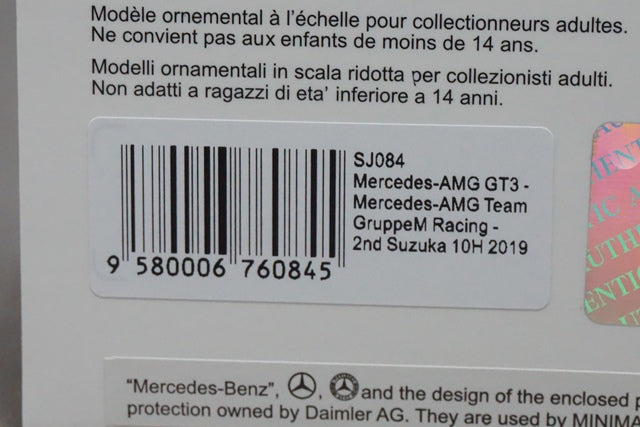 Modèle ornemental à l'échelle pour collectionneurs adultes.
Ne convient pas aux enfants de moins de 14 ans.
Modelli ornamentali in scala ridotta per collezionisti adulti.
Non adatti a ragazzi di eta' inferiore a 14 anni.
SJ084
Mercedes-AMG GT3 -
Mercedes-AMG Team
GruppeM Racing -
2nd Suzuka 10H 2019
9 580006 760845
"Mercedes-Benz", , and the design of the enclosed p
protection owned by Daimler AG. They are used by MINIMA